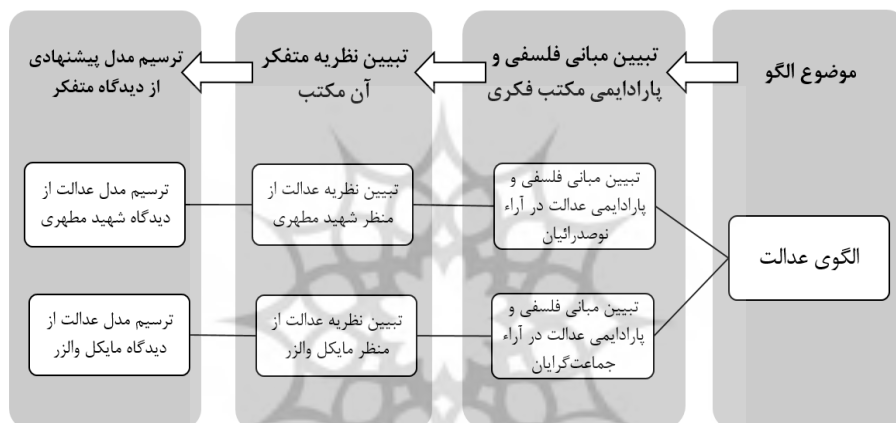 موضوع الگو
تبیین مبانی فلسفی و
پارادایمی مکتب فکری
تبیین نظریه متفکر
آن مکتب
ترسیم مدل پیشنهادی
از دیدگاه متفکر
الگوی عدالت
تبیین مبانی فلسفی و
پارادایمی عدالت در آراء
نوصدرائیان
تبیین نظریه عدالت از
منظر شهید مطهری
ترسیم مدل عدالت از
دیدگاه شهید مطهری
تبیین مبانی فلسفی و
پارادایمی عدالت در آراء
جماعت‌گرایان
تبیین نظریه عدالت از
منظر مایکل والزر
ترسیم مدل عدالت از
دیدگاه مایکل والزر